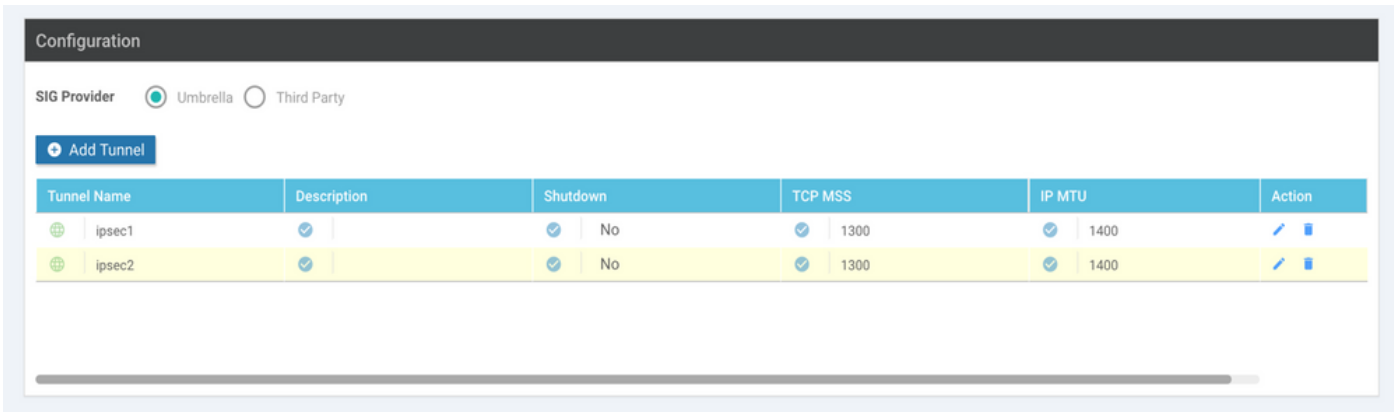 Configuration
SIG Provider Umbrella Third Party
Add Tunnel
Tunnel Name Description Shutdown TCP MSS IP MTU Action
ipsec1 No 1300 1400
ipsec2 No 1300 1400